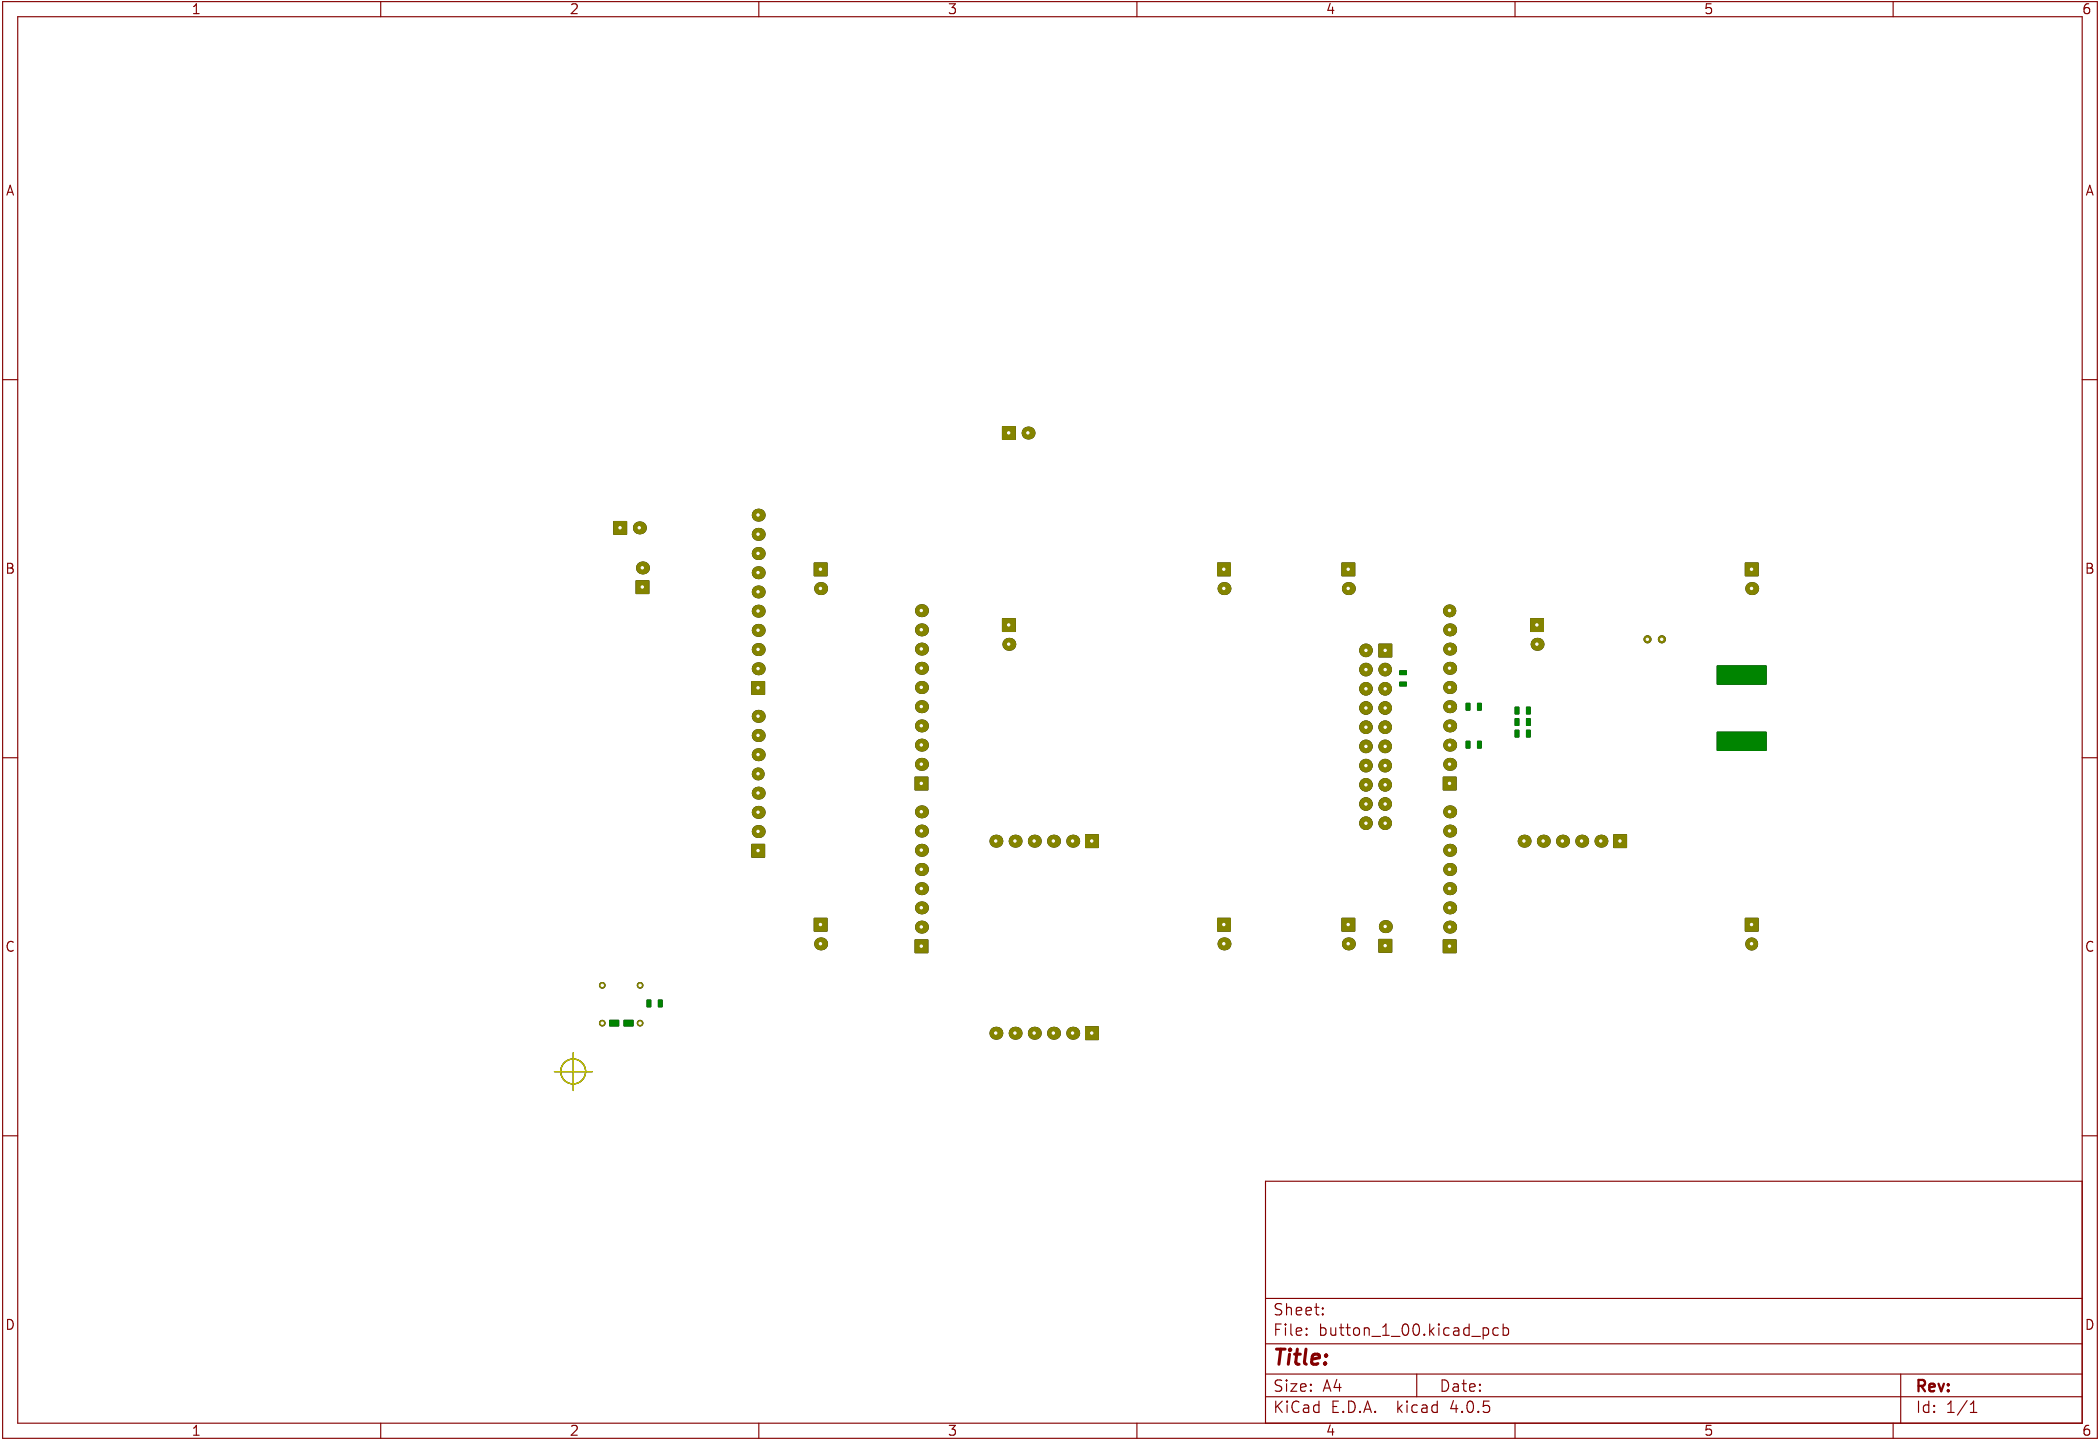 1 2 3 4 5 6
A A
B B
C C
D D
Sheet:
File: button_1_00.kicad_pcb
Title:
Size: A4 Date: Rev:
KiCad E.D.A. kicad 4.0.5 Id: 1/1
1 2 3 4 5 6